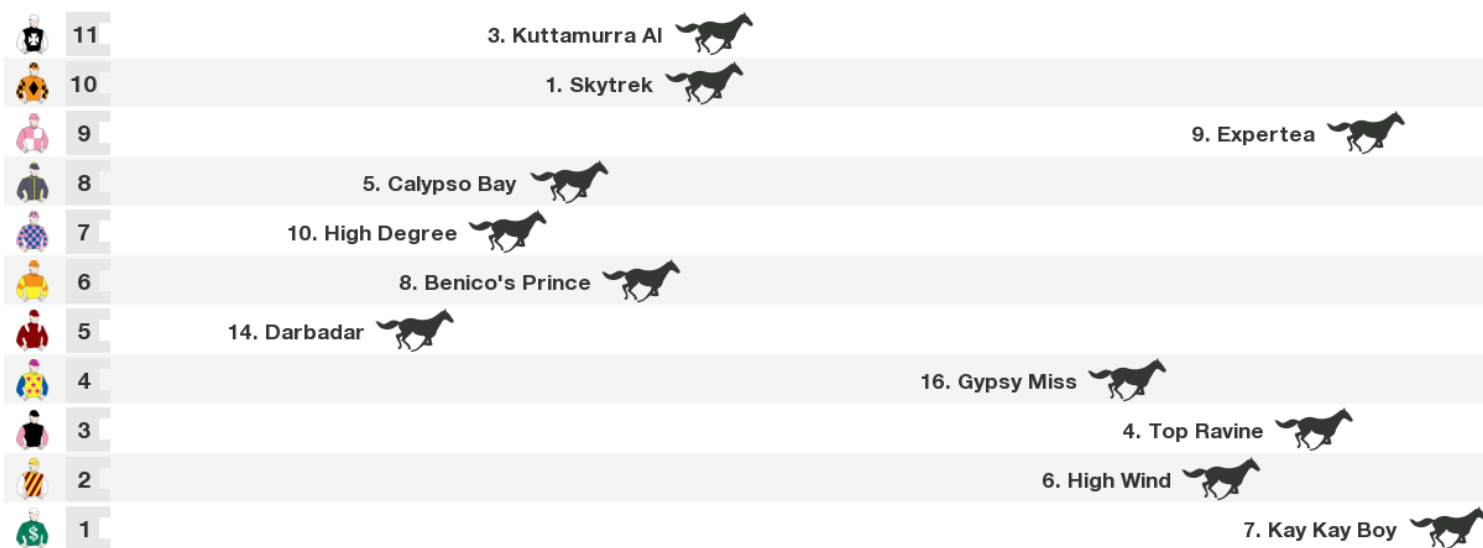 11 3. Kuttamurra Al
10 1. Skytrek
9 9. Expertea
8 5. Calypso Bay
7 10. High Degree
6 8. Benico's Prince
5 14. Darbadar
4 16. Gypsy Miss
3 4. Top Ravine
2 6. High Wind
$ 1 7. Kay Kay Boy